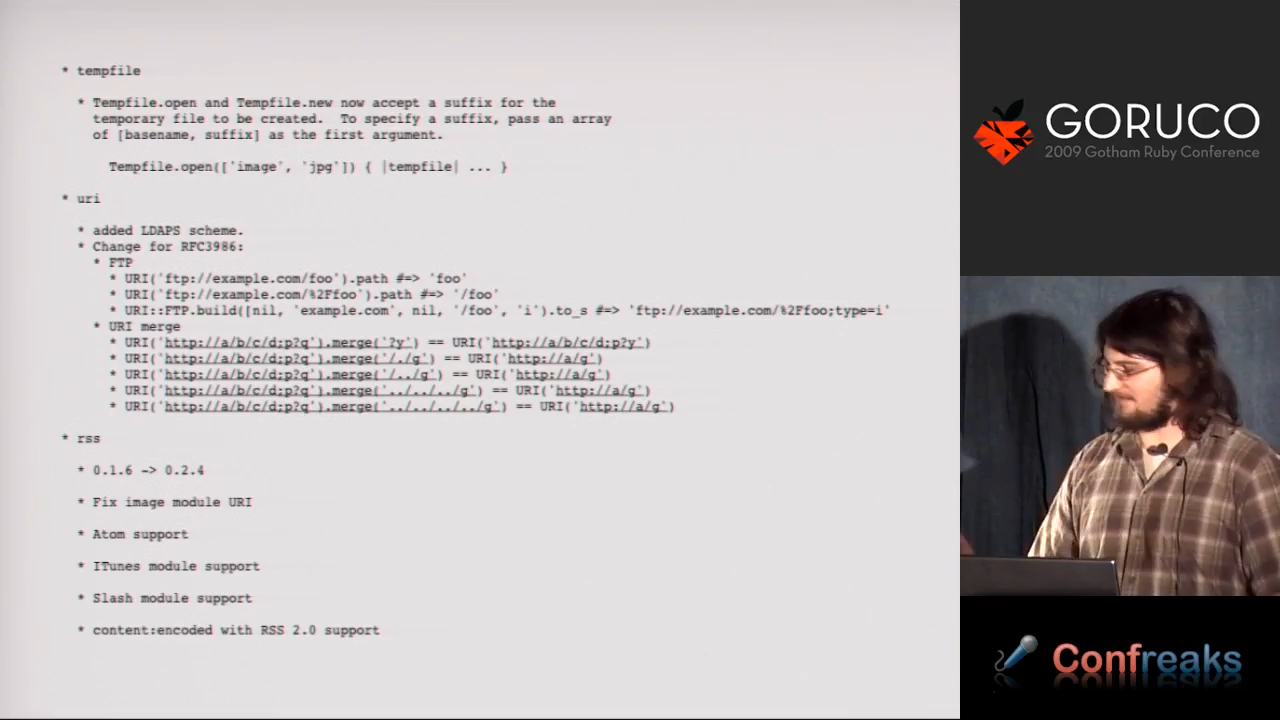 * tempfile
* Tempfile.open and Tempfile.new now accept a suffix for the
temporary file to be created.  To specify a suffix, pass an array
of [basename, suffix] as the first argument.
Tempfile.open(['image', 'jpg']) { |tempfile| ... }
* uri
* added LDAPS scheme.
* Change for RFC3986:
* FTP
* URI('ftp://example.com/foo').path #=> 'foo'
* URI('ftp://example.com/%2Ffoo').path #=> '/foo'
* URI::FTP.build([nil, 'example.com', nil, '/foo', 'i').to_s #=> 'ftp://example.com/%2Ffoo;type=i'
* URI merge
* URI('http://a/b/c/d;p?q').merge('?y') == URI('http://a/b/c/d;p?y')
* URI('http://a/b/c/d;p?q').merge('/./g') == URI('http://a/g')
* URI('http://a/b/c/d;p?q').merge('/../g') == URI('http://a/g')
* URI('http://a/b/c/d;p?q').merge('../../../g') == URI('http://a/g')
* URI('http://a/b/c/d;p?q').merge('../../../../g') == URI('http://a/g')
* rss
* 0.1.6 -> 0.2.4
* Fix image module URI
* Atom support
* ITunes module support
* Slash module support
* content:encoded with RSS 2.0 support
GORUCO
2009 Gotham Ruby Conference
Confreaks